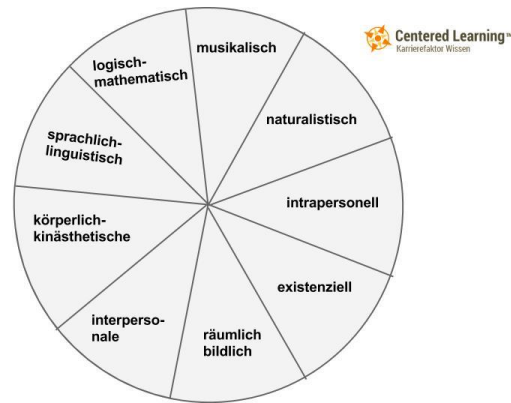 musikalisch
naturalistisch
intrapersonell
existenziell
räumlich
bildlich
interperso-
nale
körperlich-
kinästhetische
sprachlich-
linguistisch
logisch-
mathematisch
Centered Learning™
Karrierefaktor Wissen